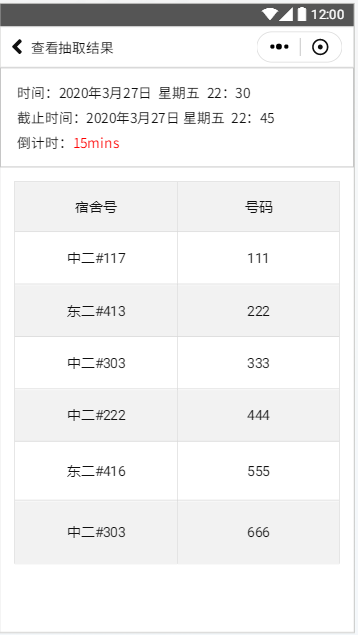 12:00
查看抽取结果
时间：2020年3月27日 星期五 22：30
截止时间：2020年3月27日 星期五 22：45
倒计时：15mins
宿舍号 号码
中二#117 111
东二#413 222
中二#303 333
中二#222 444
东二#416 555
中二#303 666